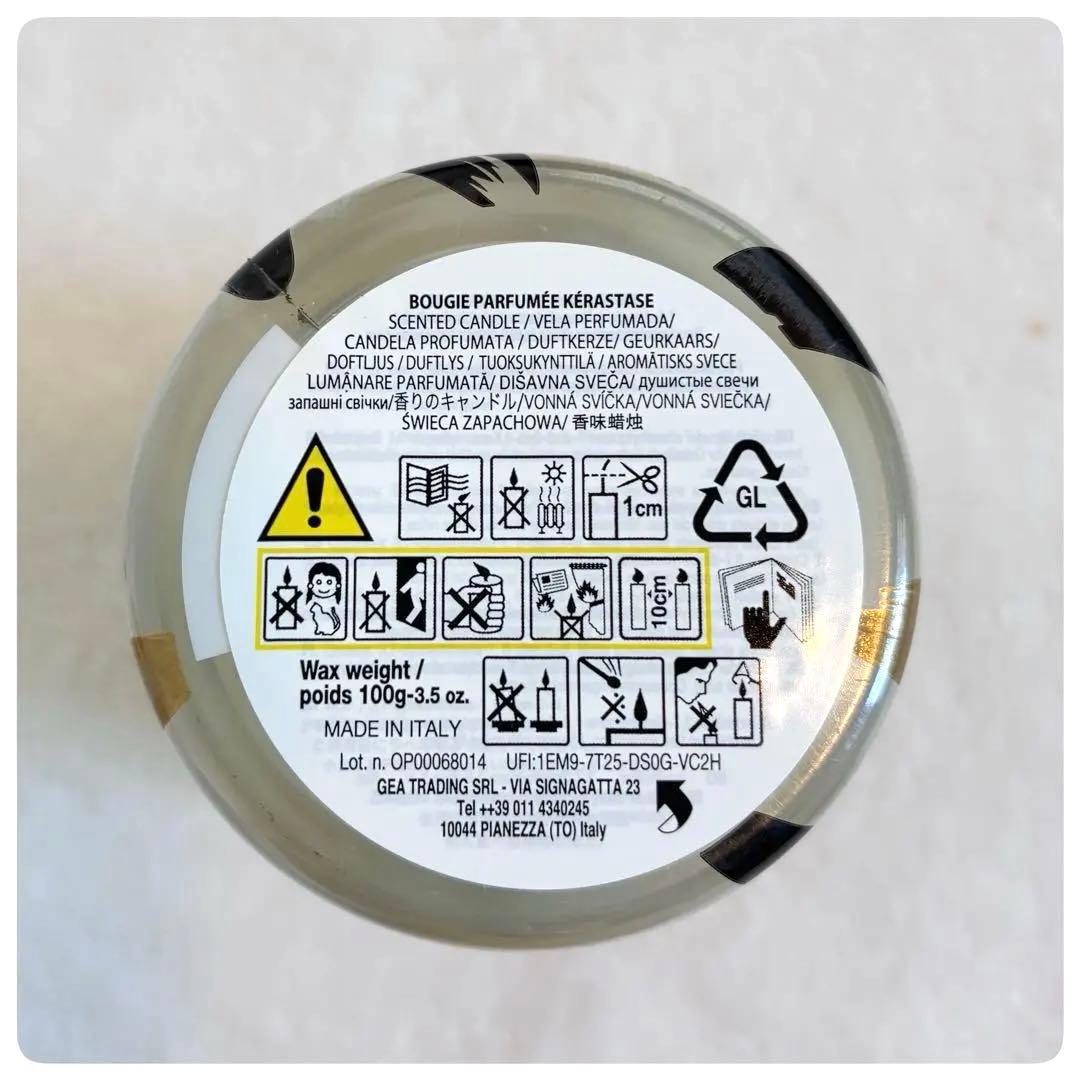 BOUGIE PARFUMÉE KÉRASTASE
SCENTED CANDLE / VELA PERFUMADA/
CANDELA PROFUMATA / DUFTKERZE/ GEURKAARS/
DOFTLJUS / DUFTLYS / TUOKSUKYNTTILÄ / AROMĀTISKS SVECE
LUMÂNARE PARFUMATĂ/ DIŠAVNA SVEČA/ душистые свечи
запашні свічки/香りのキャンドル/VONNÁ SVÍČKA/VONNÁ SVIEČKA/
ŚWIECA ZAPACHOWA/ 香味蜡烛
1cm
GL
10cm
Wax weight /
poids 100g-3.5 oz.
MADE IN ITALY
Lot. n. OP00068014 UFI:1EM9-7T25-DS0G-VC2H
GEA TRADING SRL - VIA SIGNAGATTA 23
Tel ++39 011 4340245
10044 PIANEZZA (TO) Italy